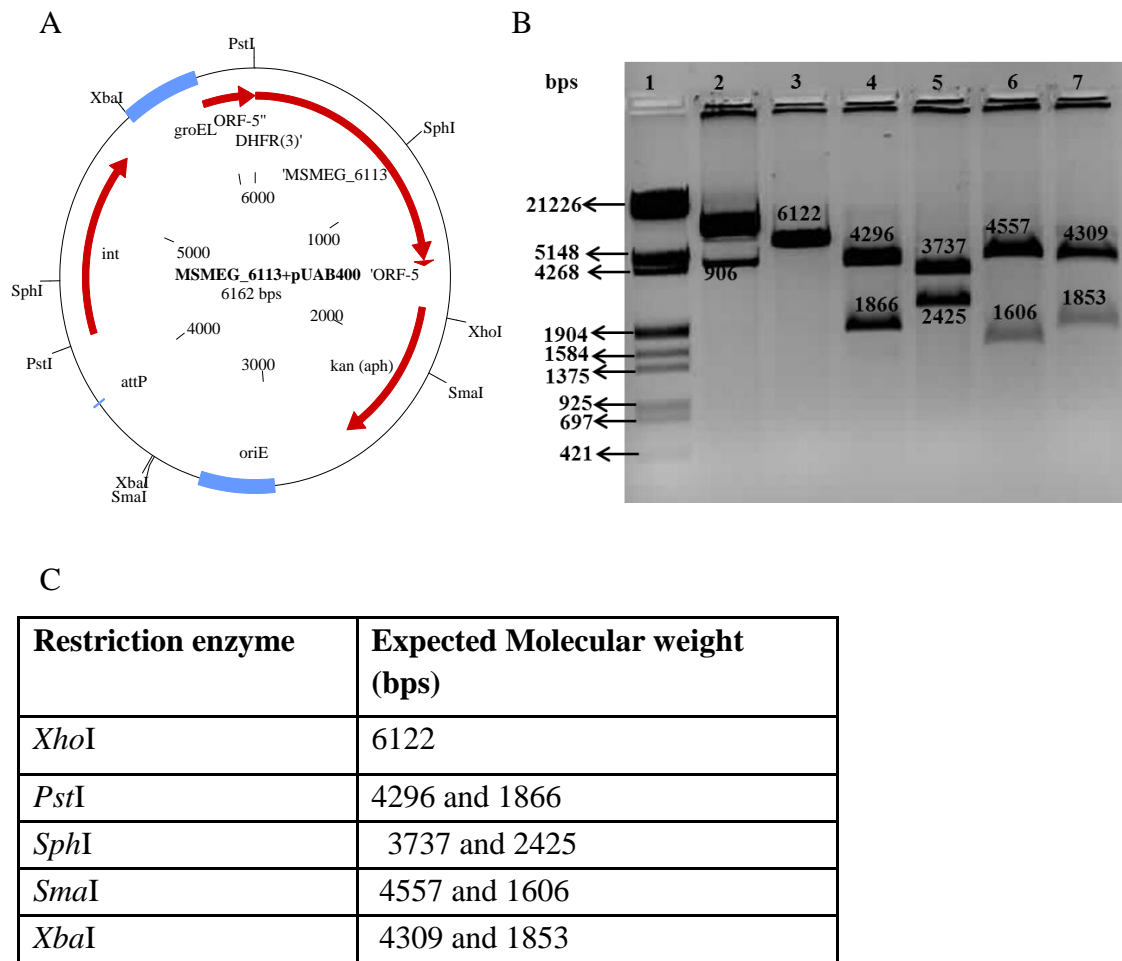 A
PstI
XbaI
SphI
groEL
ORF-5"
DHFR(3)'
'MSMEG_6113
6000
1000
5000
int
MSMEG_6113+pUAB400
'ORF-5
6162 bps
SphI
2000
4000
XhoI
PstI
3000
kan (aph)
SmaI
attP
oriE
XbaI
SmaI
B
bps
1 2 3 4 5 6 7
21226
5148
4268
1904
1584
1375
925
697
421
906
6122
4296
1866
3737
2425
4557
1606
4309
1853
C
Restriction enzyme Expected Molecular weight
(bps)
XhoI 6122
PstI 4296 and 1866
SphI 3737 and 2425
SmaI 4557 and 1606
XbaI 4309 and 1853